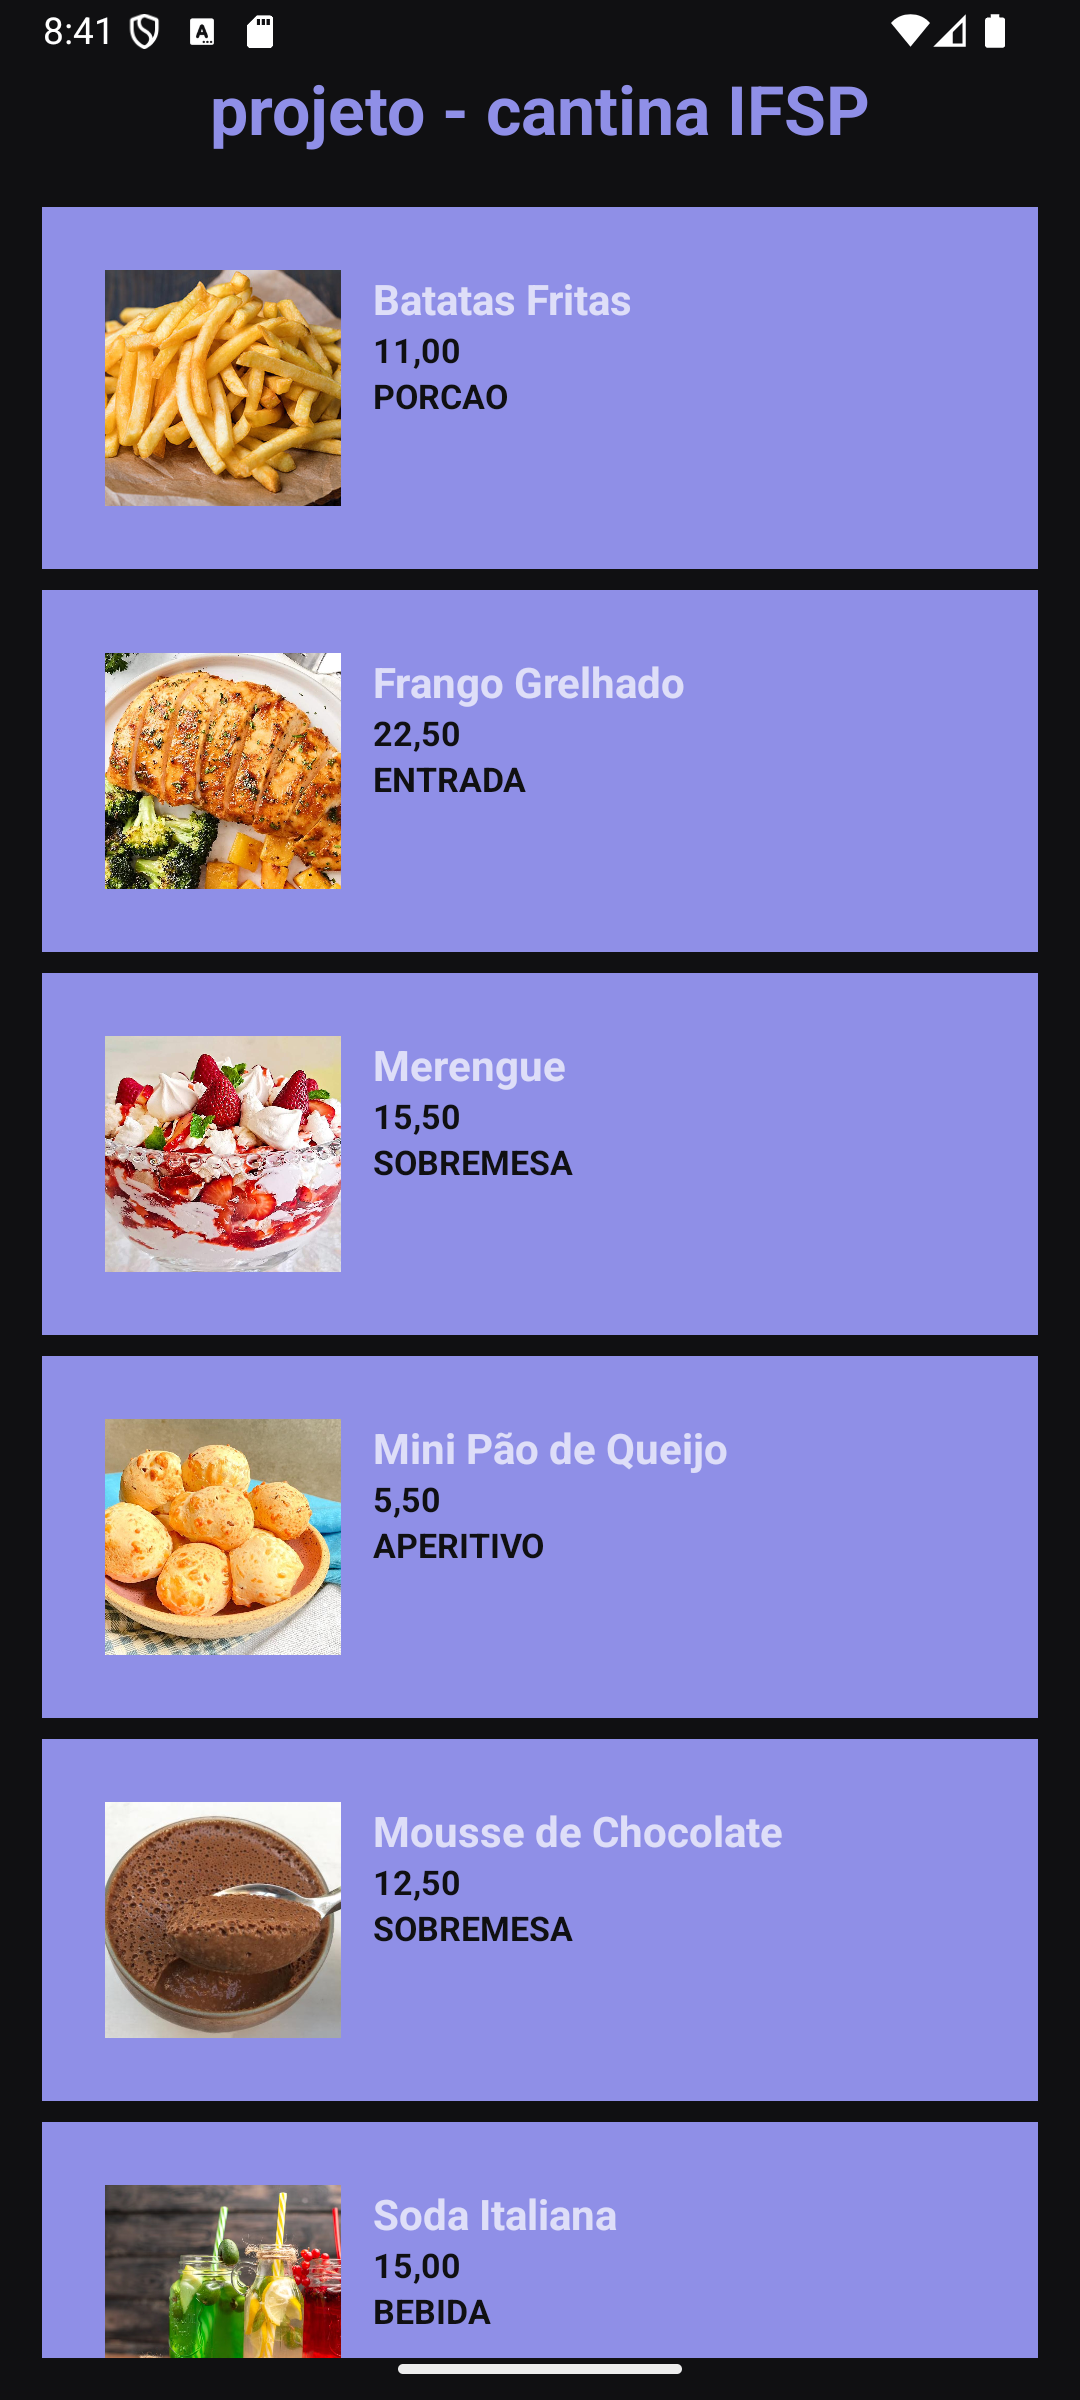 8:41
projeto - cantina IFSP
Batatas Fritas
11,00
PORCAO
Frango Grelhado
22,50
ENTRADA
Merengue
15,50
SOBREMESA
Mini Pão de Queijo
5,50
APERITIVO
Mousse de Chocolate
12,50
SOBREMESA
Soda Italiana
15,00
BEBIDA